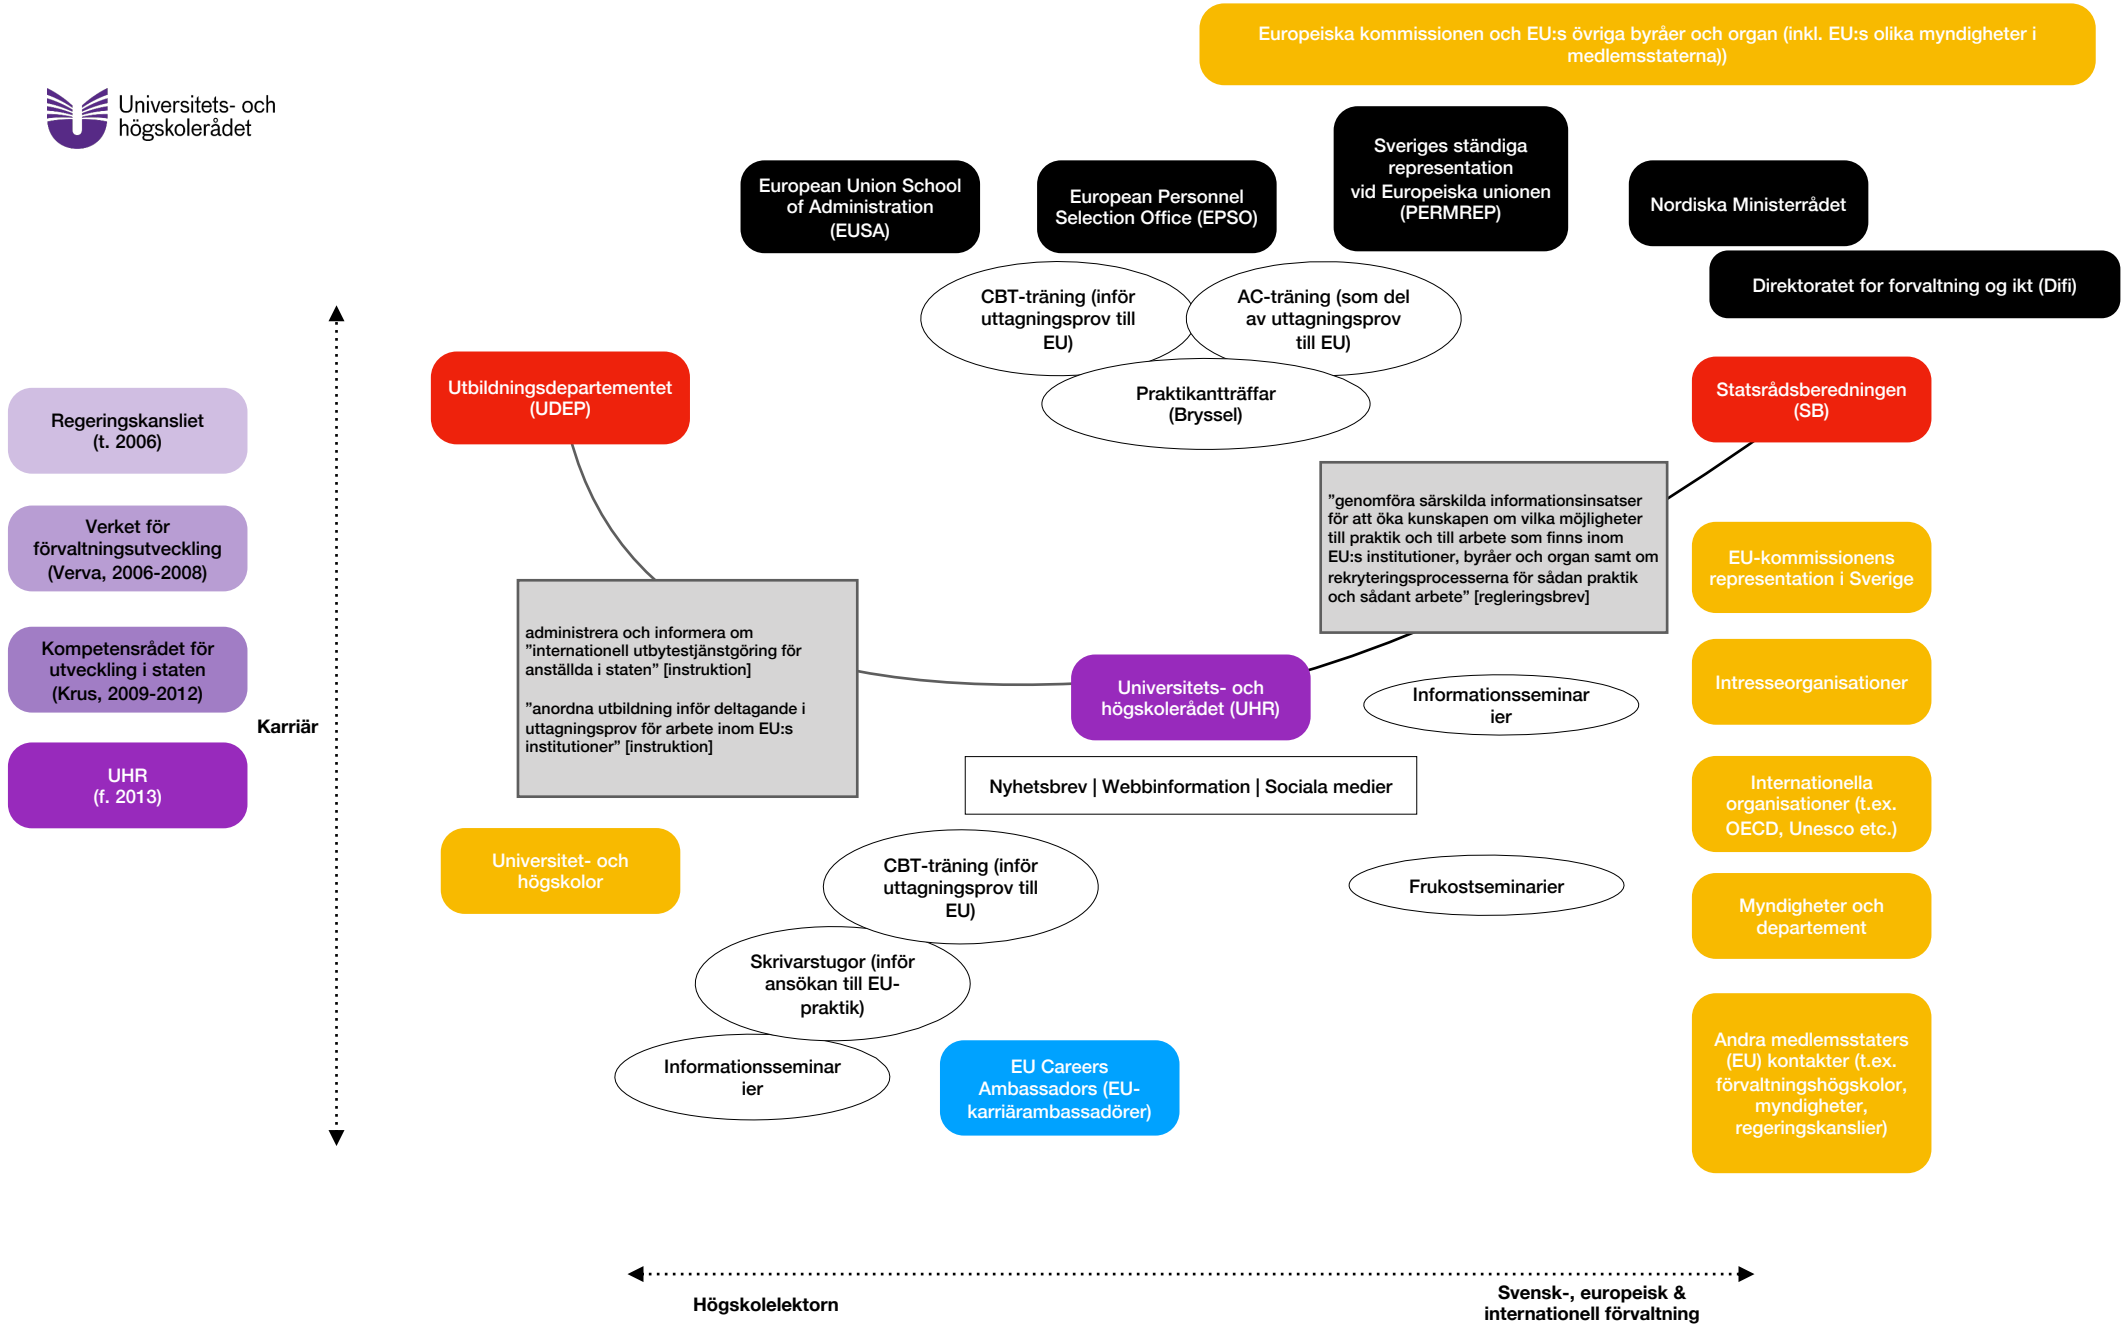 Europeiska kommissionen och EU:s övriga byråer och organ (inkl. EU:s olika myndigheter i
medlemsstaterna))
Universitets- och
högskolerådet
European Union School
of Administration
(EUSA)
European Personnel
Selection Office (EPSO)
Sveriges ständiga
representation
vid Europeiska unionen
(PERMREP)
Nordiska Ministerrådet
Direktoratet for forvaltning og ikt (Difi)
CBT-träning (inför
uttagningsprov till
EU)
AC-träning (som del
av uttagningsprov
till EU)
Praktikantträffar
(Bryssel)
Utbildningsdepartementet
(UDEP)
Statsrådsberedningen
(SB)
Regeringskansliet
(t. 2006)
Verket för
förvaltningsutveckling
(Verva, 2006-2008)
Kompetensrådet för
utveckling i staten
(Krus, 2009-2012)
UHR
(f. 2013)
Karriär
”genomföra särskilda informationsinsatser
för att öka kunskapen om vilka möjligheter
till praktik och till arbete som finns inom
EU:s institutioner, byråer och organ samt om
rekryteringsprocesserna för sådan praktik
och sådant arbete” [regleringsbrev]
administrera och informera om
”internationell utbytestjänstgöring för
anställda i staten” [instruktion]
”anordna utbildning inför deltagande i
uttagningsprov för arbete inom EU:s
institutioner” [instruktion]
Universitets- och
högskolerådet (UHR)
Informationsseminar
ier
Nyhetsbrev | Webbinformation | Sociala medier
EU-kommissionens
representation i Sverige
Intresseorganisationer
Internationella
organisationer (t.ex.
OECD, Unesco etc.)
Myndigheter och
departement
Andra medlemsstaters
(EU) kontakter (t.ex.
förvaltningshögskolor,
myndigheter,
regeringskanslier)
Universitet- och
högskolor
CBT-träning (inför
uttagningsprov till
EU)
Frukostseminarier
Skrivarstugor (inför
ansökan till EU-
praktik)
Informationsseminar
ier
EU Careers
Ambassadors (EU-
karriärambassadörer)
Högskolelektorn
Svensk-, europeisk &
internationell förvaltning